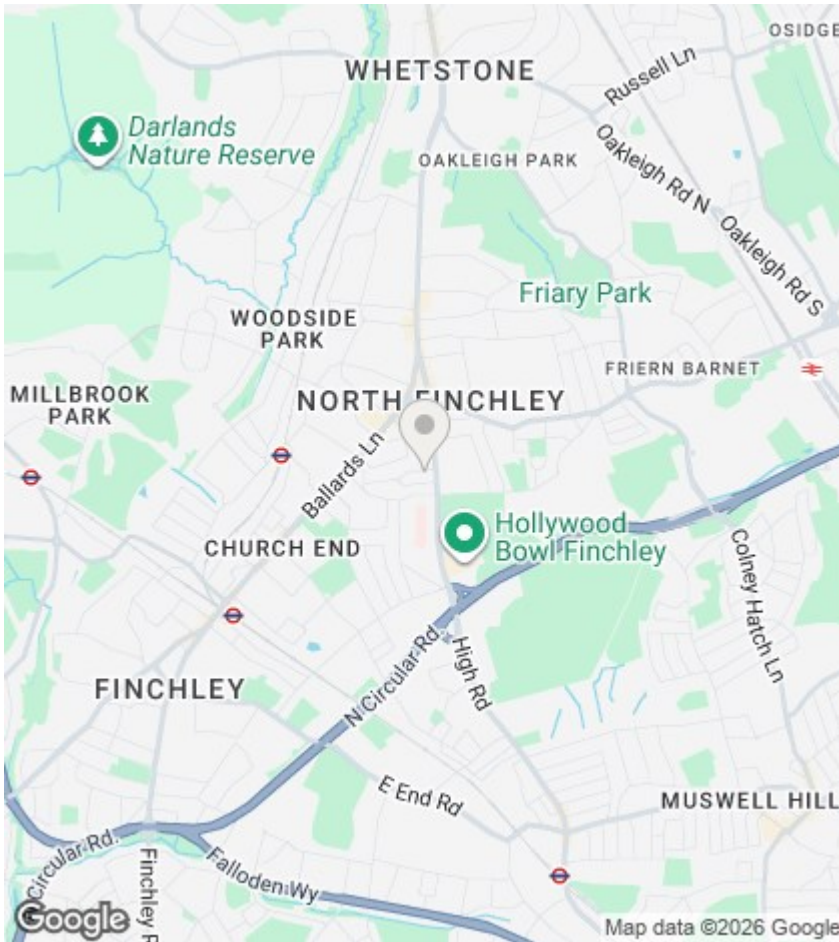 OSIDGE
WHETSTONE
Russell Ln
Darlands
Nature Reserve
OAKLEIGH PARK
Oakleigh Rd N
Oakleigh Rd S
Friary Park
WOODSIDE
PARK
FRIERN BARNET
MILLBROOK
PARK
NORTH FINCHLEY
Ballards Ln
Hollywood
Bowl Finchley
CHURCH END
Colney Hatch Ln
N Circular Rd
High Rd
FINCHLEY
E End Rd
MUSWELL HILL
Circular Rd.
Finchley R
Falloden Wy
Google
Map data ©2026 Google